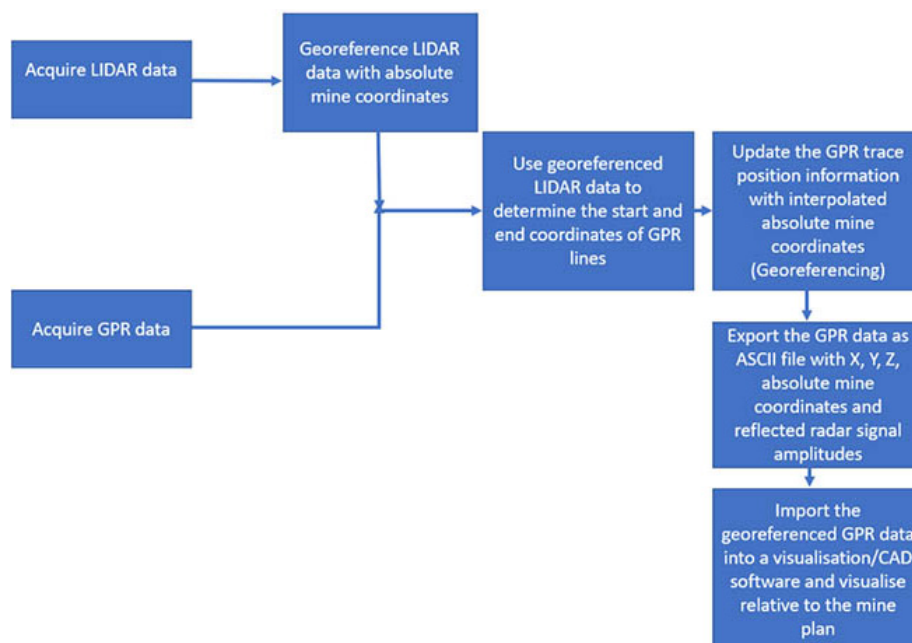 Acquire LIDAR data
Georeference LIDAR
data with absolute
mine coordinates
Use georeferenced
LIDAR data to
determine the start and
end coordinates of GPR
lines
Update the GPR trace
position information
with interpolated
absolute mine
coordinates
(Georeferencing)
Acquire GPR data
Export the GPR data as
ASCII file with X, Y, Z,
absolute mine
coordinates and
reflected radar signal
amplitudes
Import the
georeferenced GPR data
into a visualisation/CAD
software and visualise
relative to the mine
plan